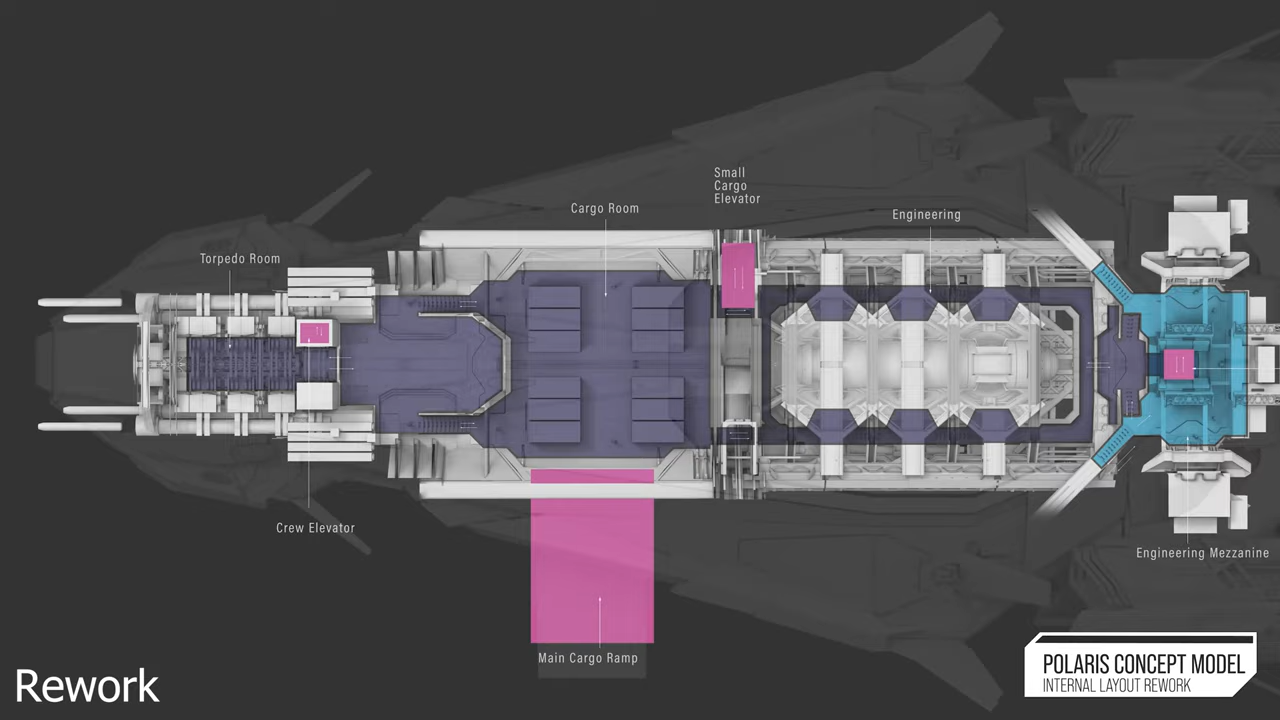 Small
Cargo
Elevator
Cargo Room
Engineering
Torpedo Room
Crew Elevator
Engineering Mezzanine
Main Cargo Ramp
Rework
POLARIS CONCEPT MODEL
INTERNAL LAYOUT REWORK